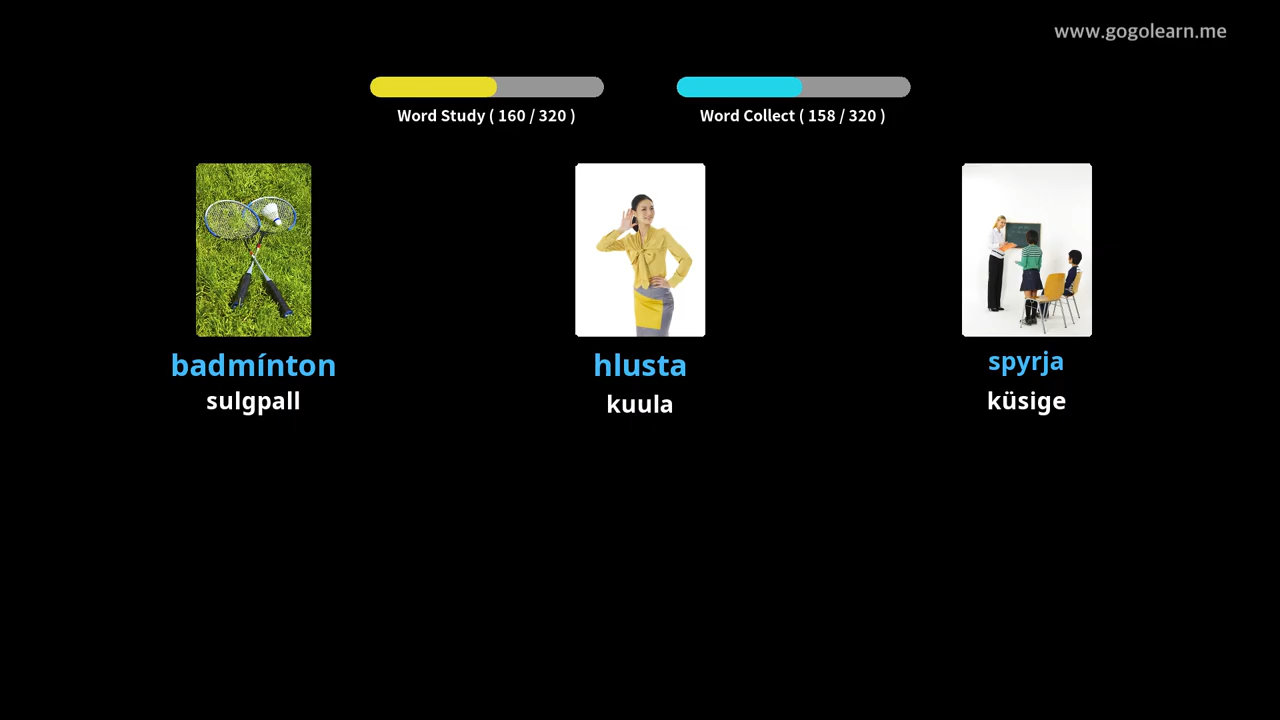 www.gogolearn.me
Word Study ( 160 / 320 )
Word Collect ( 158 / 320 )
badmínton
sulgpall
hlusta
kuula
spyrja
küsige